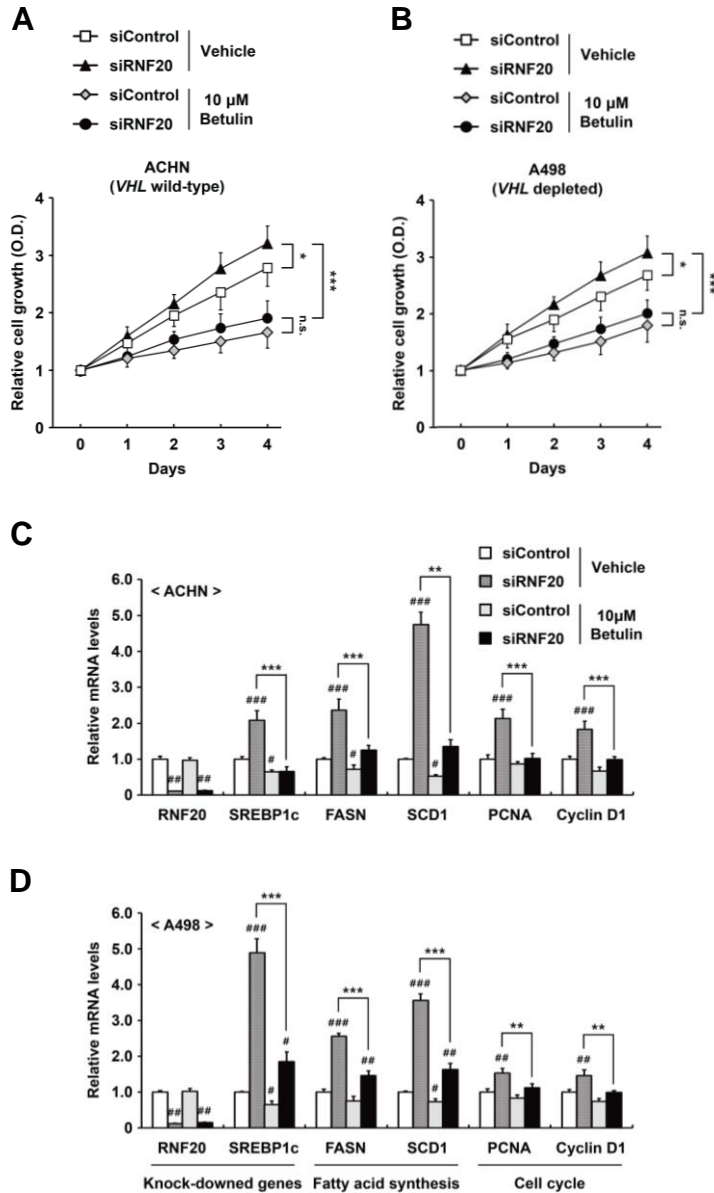 A
siControl
siRNF20
Vehicle
siControl
siRNF20
10 µM
Betulin
ACHN
(VHL wild-type)
Relative cell growth (O.D.)
4
3
2
1
0
*
***
n.s.
0 1 2 3 4
Days
B
siControl
siRNF20
Vehicle
siControl
siRNF20
10 µM
Betulin
A498
(VHL depleted)
Relative cell growth (O.D.)
4
3
2
1
0
*
***
n.s.
0 1 2 3 4
Days
C
siControl
siRNF20
Vehicle
siControl
siRNF20
10µM
Betulin
< ACHN >
Relative mRNA levels
6.0
5.0
4.0
3.0
2.0
1.0
0
## ##
### # ***
### # ***
### # **
### ***
### ***
RNF20 SREBP1c FASN SCD1 PCNA Cyclin D1
D
< A498 >
Relative mRNA levels
6.0
5.0
4.0
3.0
2.0
1.0
0
## ##
### # # ***
### ## ***
### # ## ***
## **
## **
RNF20 SREBP1c FASN SCD1 PCNA Cyclin D1
Knock-downed genes Fatty acid synthesis Cell cycle